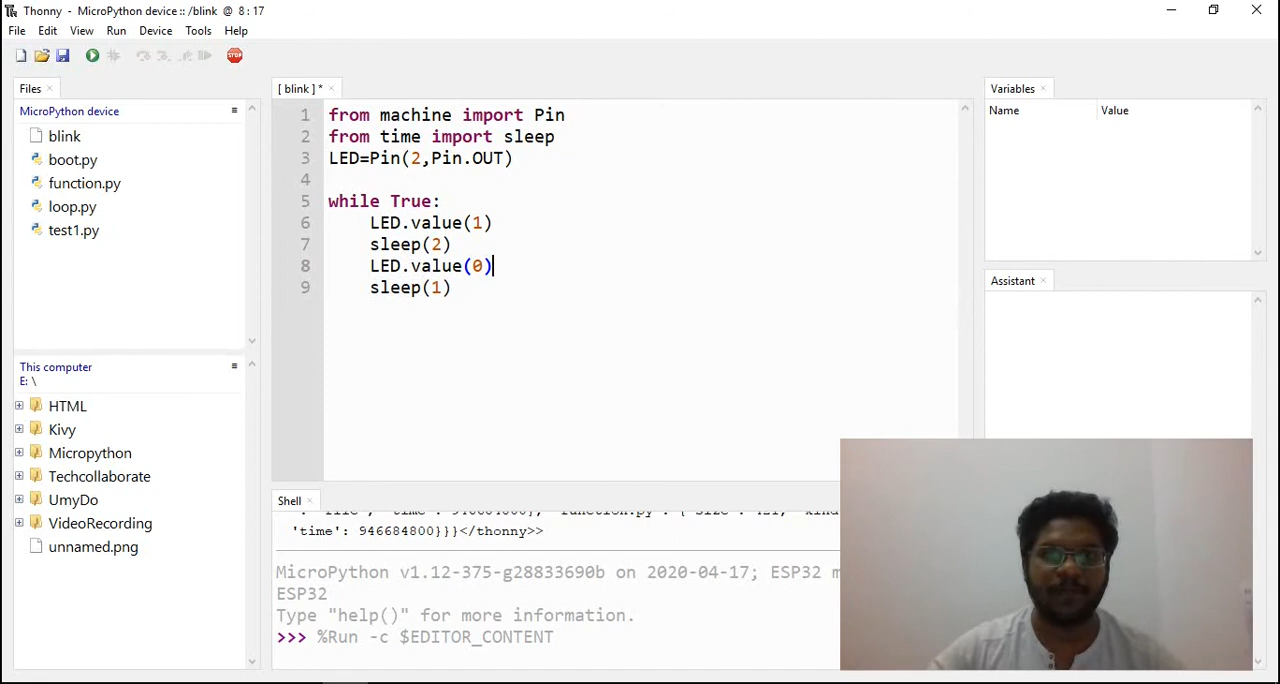 Thonny - MicroPython device :: /blink @ 8 : 17
File Edit View Run Device Tools Help
STOP
Files
MicroPython device
blink
boot.py
function.py
loop.py
test1.py
This computer
E: \
HTML
Kivy
Micropython
Techcollaborate
UmyDo
VideoRecording
unnamed.png
[ blink ] *
1 from machine import Pin
2 from time import sleep
3 LED=Pin(2,Pin.OUT)
4
5 while True:
6 LED.value(1)
7 sleep(2)
8 LED.value(0)
9 sleep(1)
Shell
'time': 946684800}}}</thonny>>
MicroPython v1.12-375-g28833690b on 2020-04-17; ESP32 m
ESP32
Type "help()" for more information.
>>> %Run -c $EDITOR_CONTENT
Variables
Name Value
Assistant